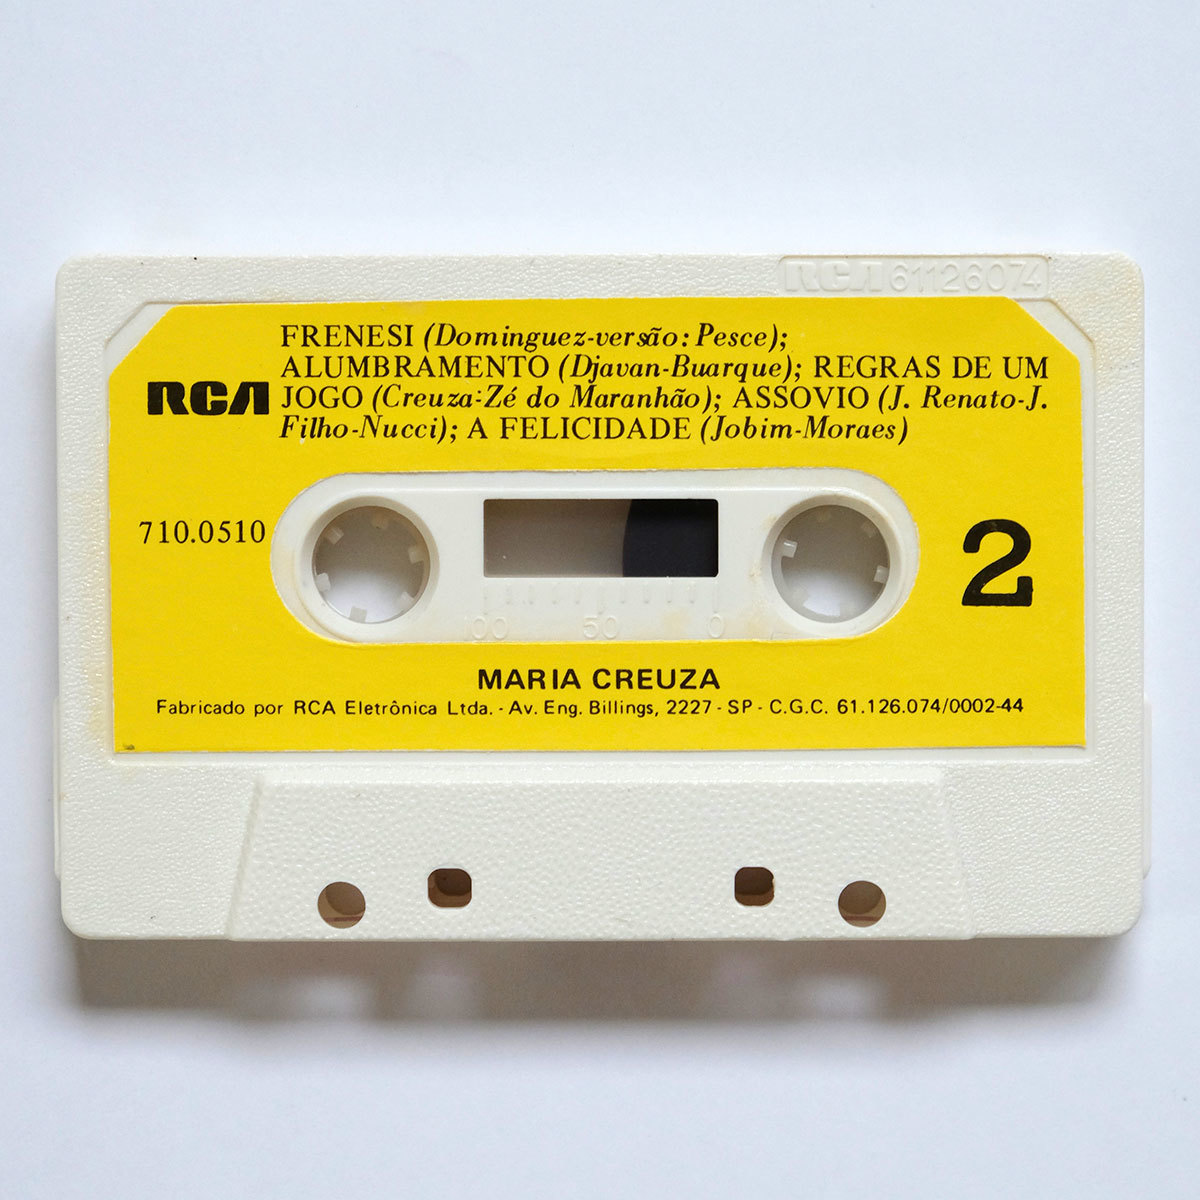 RCA 61126074
FRENESI (Dominguez-versão: Pesce);
ALUMBRAMENTO (Djavan-Buarque); REGRAS DE UM
RCA
JOGO (Creuza-Zé do Maranhão); ASSOVIO (J. Renato-J.
Filho-Nucci); A FELICIDADE (Jobim-Moraes)
710.0510
2
100 50 0
MARIA CREUZA
Fabricado por RCA Eletrônica Ltda. - Av. Eng. Billings, 2227 - SP - C.G.C. 61.126.074/0002-44